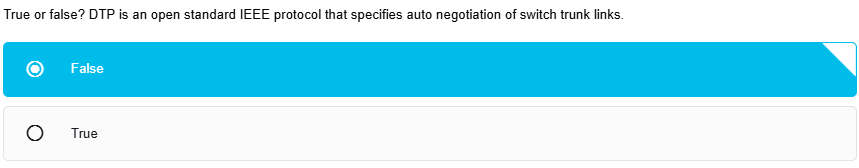 True or false? DTP is an open standard IEEE protocol that specifies auto negotiation of switch trunk links.
False
True